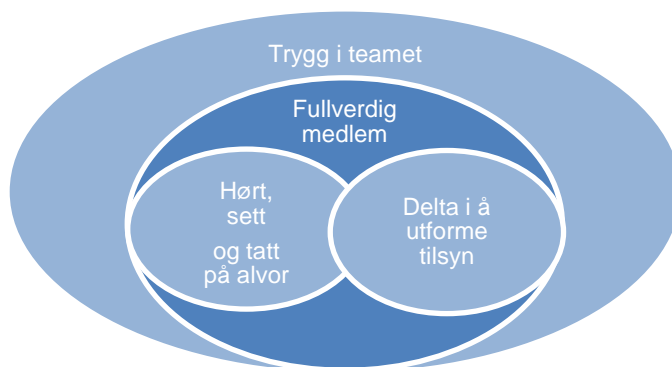 Trygg i teamet
Fullverdig
medlem
Hørt,
sett
og tatt
på alvor
Delta i å
utforme
tilsyn